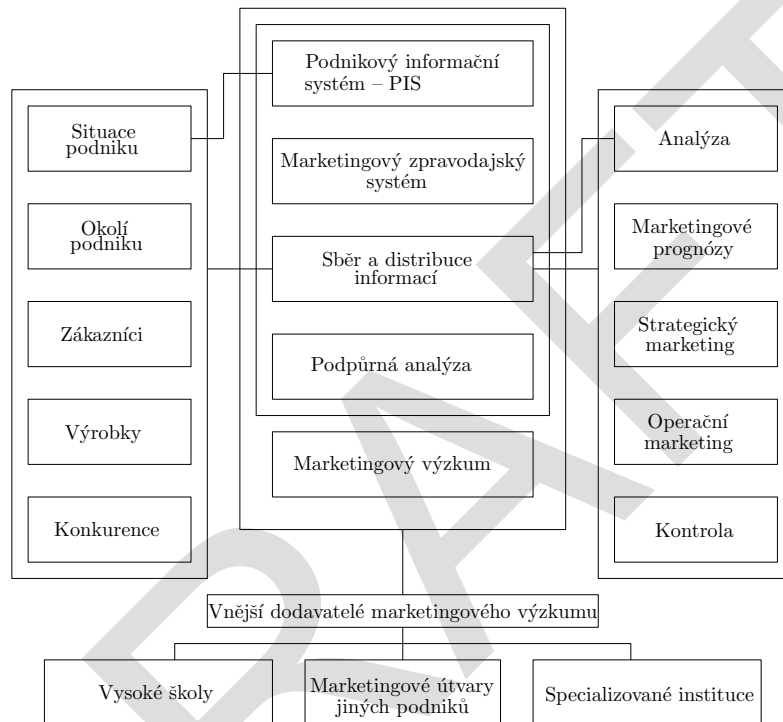 Podnikový informační
systém – PIS
Situace
podniku
Analýza
Marketingový zpravodajský
systém
Okolí
podniku
Marketingové
prognózy
Sběr a distribuce
informací
Zákazníci
Strategický
marketing
Podpůrná analýza
Výrobky
Operační
marketing
Marketingový výzkum
Konkurence
Kontrola
Vnější dodavatelé marketingového výzkumu
Vysoké školy
Marketingové útvary
jiných podniků
Specializované instituce
DRAFT